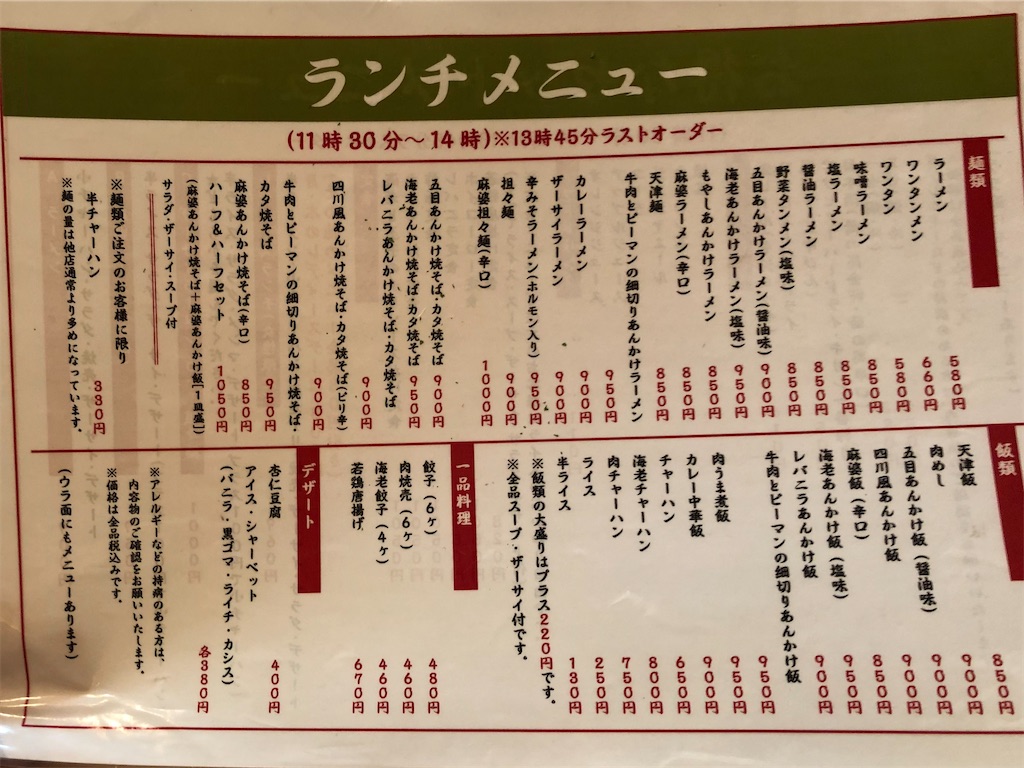 ランチメニュー
(11時30分～14時)※13時45分ラストオーダー
麺類
ラーメン 580円
ワンタンメン 660円
ワンタン 580円
味噌ラーメン 850円
塩ラーメン 850円
醤油ラーメン 850円
野菜タンメン(塩味) 850円
五目あんかけラーメン(醤油味) 900円
海老あんかけラーメン(塩味) 950円
もやしあんかけラーメン 850円
麻婆ラーメン(辛口) 850円
天津麺 850円
牛肉とピーマンの細切りあんかけラーメン 950円
カレーラーメン 900円
ザーサイラーメン 900円
辛みそラーメン(ホルモン入り) 950円
担々麺 900円
麻婆担々麺(辛口) 1000円
五目あんかけ焼そば・カタ焼そば 900円
海老あんかけ焼そば・カタ焼そば 950円
レバニラあんかけ焼そば・カタ焼そば 900円
四川風あんかけ焼そば・カタ焼そば(ピリ辛) 900円
牛肉とピーマンの細切りあんかけ焼そば・
カタ焼そば 950円
麻婆あんかけ焼そば(辛口) 850円
ハーフ&ハーフセット 1050円
(麻婆あんかけ焼そば＋麻婆あんかけ飯[1皿盛])
サラダ・ザーサイ・スープ付
※麺類ご注文のお客様に限り
半チャーハン 330円
※麺の量は他店通常より多めになっています。
飯類
天津飯 850円
肉めし 900円
五目あんかけ飯(醤油味) 900円
四川風あんかけ飯 850円
麻婆飯(辛口) 850円
海老あんかけ飯(塩味) 950円
レバニラあんかけ飯 900円
牛肉とピーマンの細切りあんかけ飯 950円
肉うま煮飯 950円
カレー中華飯 900円
チャーハン 650円
海老チャーハン 800円
肉チャーハン 750円
ライス 250円
半ライス 130円
※飯類の大盛りはプラス220円です。
※全品スープ・ザーサイ付です。
一品料理
餃子(6ヶ) 480円
肉焼売(6ヶ) 460円
海老餃子(4ヶ) 460円
若鶏唐揚げ 670円
デザート
杏仁豆腐 400円
アイス・シャーベット
(バニラ・黒ゴマ・ライチ・カシス) 各380円
※アレルギーなどの持病のある方は、
内容物のご確認をお願いいたします。
※価格は全品税込みです。
(ウラ面にもメニューあります)